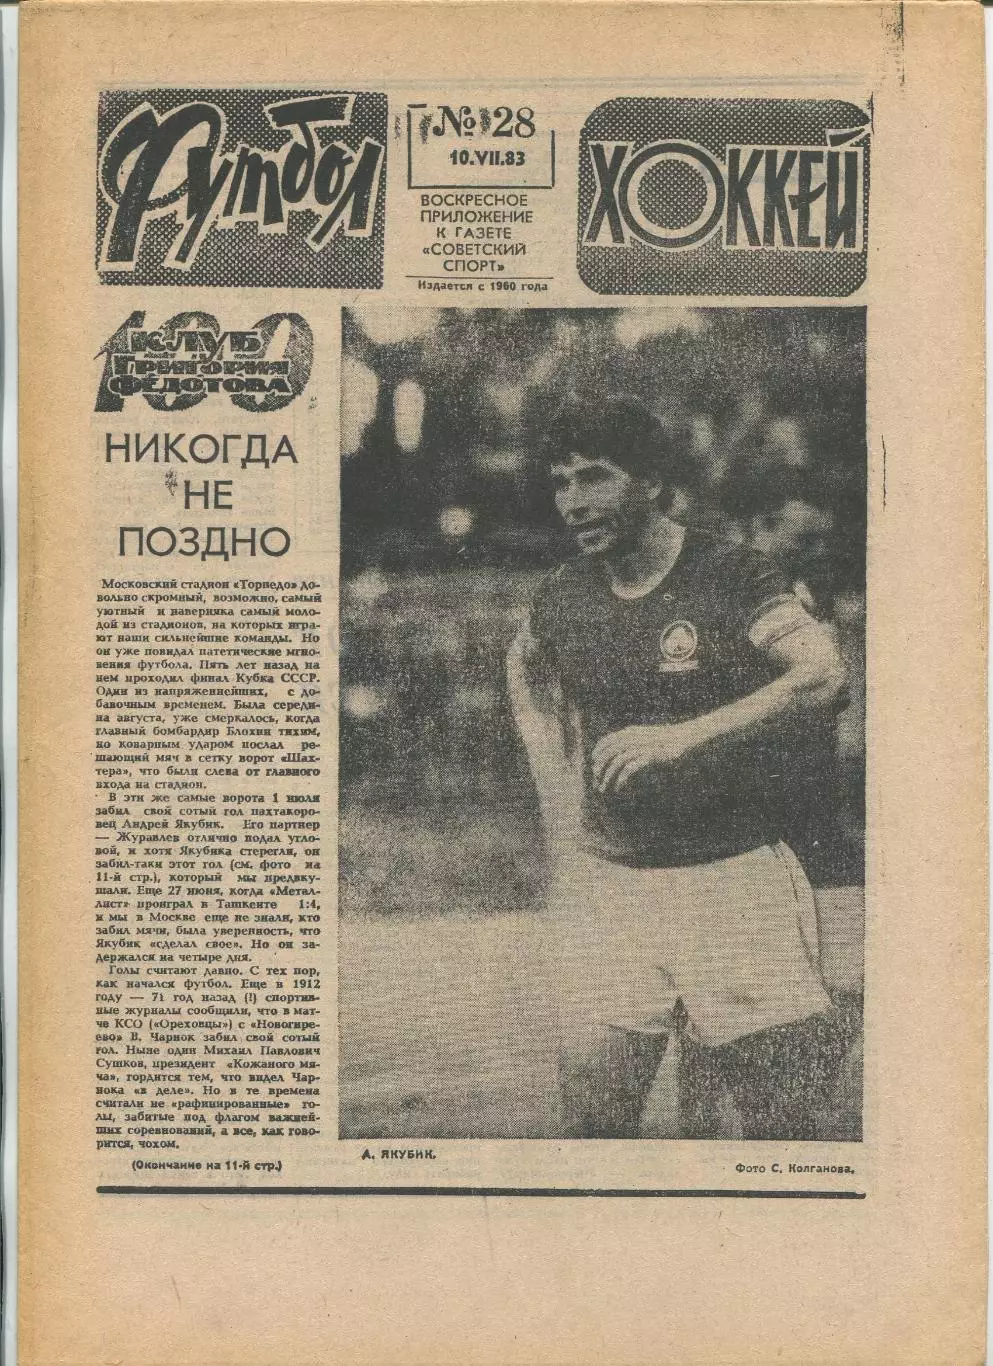 Футбол
№ 28
10.VII.83
ВОСКРЕСНОЕ
ПРИЛОЖЕНИЕ
К ГАЗЕТЕ
«СОВЕТСКИЙ
СПОРТ»
Издается с 1960 года
ХОККЕЙ
100
КЛУБ
ГРИГОРИЯ
ФЕДОТОВА
НИКОГДА
НЕ
ПОЗДНО
Московский стадион «Торпедо» до-
вольно скромный, возможно, самый
уютный и наверняка самый моло-
дой из стадионов, на которых игра-
ют наши сильнейшие команды. Но
он уже повидал патетические мгно-
вения футбола. Пять лет назад на
нем проходил финал Кубка СССР.
Один из напряженнейших, с до-
бавочным временем. Была середи-
на августа, уже смеркалось, когда
главный бомбардир Блохин тихим,
но коварным ударом послал ре-
шающий мяч в сетку ворот «Шах-
тера», что были слева от главного
входа на стадион.
В эти же самые ворота 1 июля
забил свой сотый гол пахтакоро-
вец Андрей Якубик. Его партнер
— Журавлев отлично подал угло-
вой, и хотя Якубика стерегли, он
забил-таки этот гол (см. фото на
11-й стр.), который мы предвку-
шали. Еще 27 июня, когда «Метал-
лист» проиграл в Ташкенте 1:4,
и мы в Москве еще не знали, кто
забил мячи, была уверенность, что
Якубик «сделал свое». Но он за-
держался на четыре дня.
Голы считают давно. С тех пор,
как начался футбол. Еще в 1912
году — 71 год назад (!) спортив-
ные журналы сообщили, что в мат-
че КСО («Ореховцы») с «Новогире-
ево» В. Чарнок забил свой сотый
гол. Ныне один Михаил Павлович
Сушков, президент «Кожаного мя-
ча», гордится тем, что видел Чар-
нока «в деле». Но в те времена
считали не «рафинированные» го-
лы, забитые под флагом важней-
ших соревнований, а все, как гово-
рится, чохом.
(Окончание на 11-й стр.)
А. ЯКУБИК.
Фото С. Колганова.